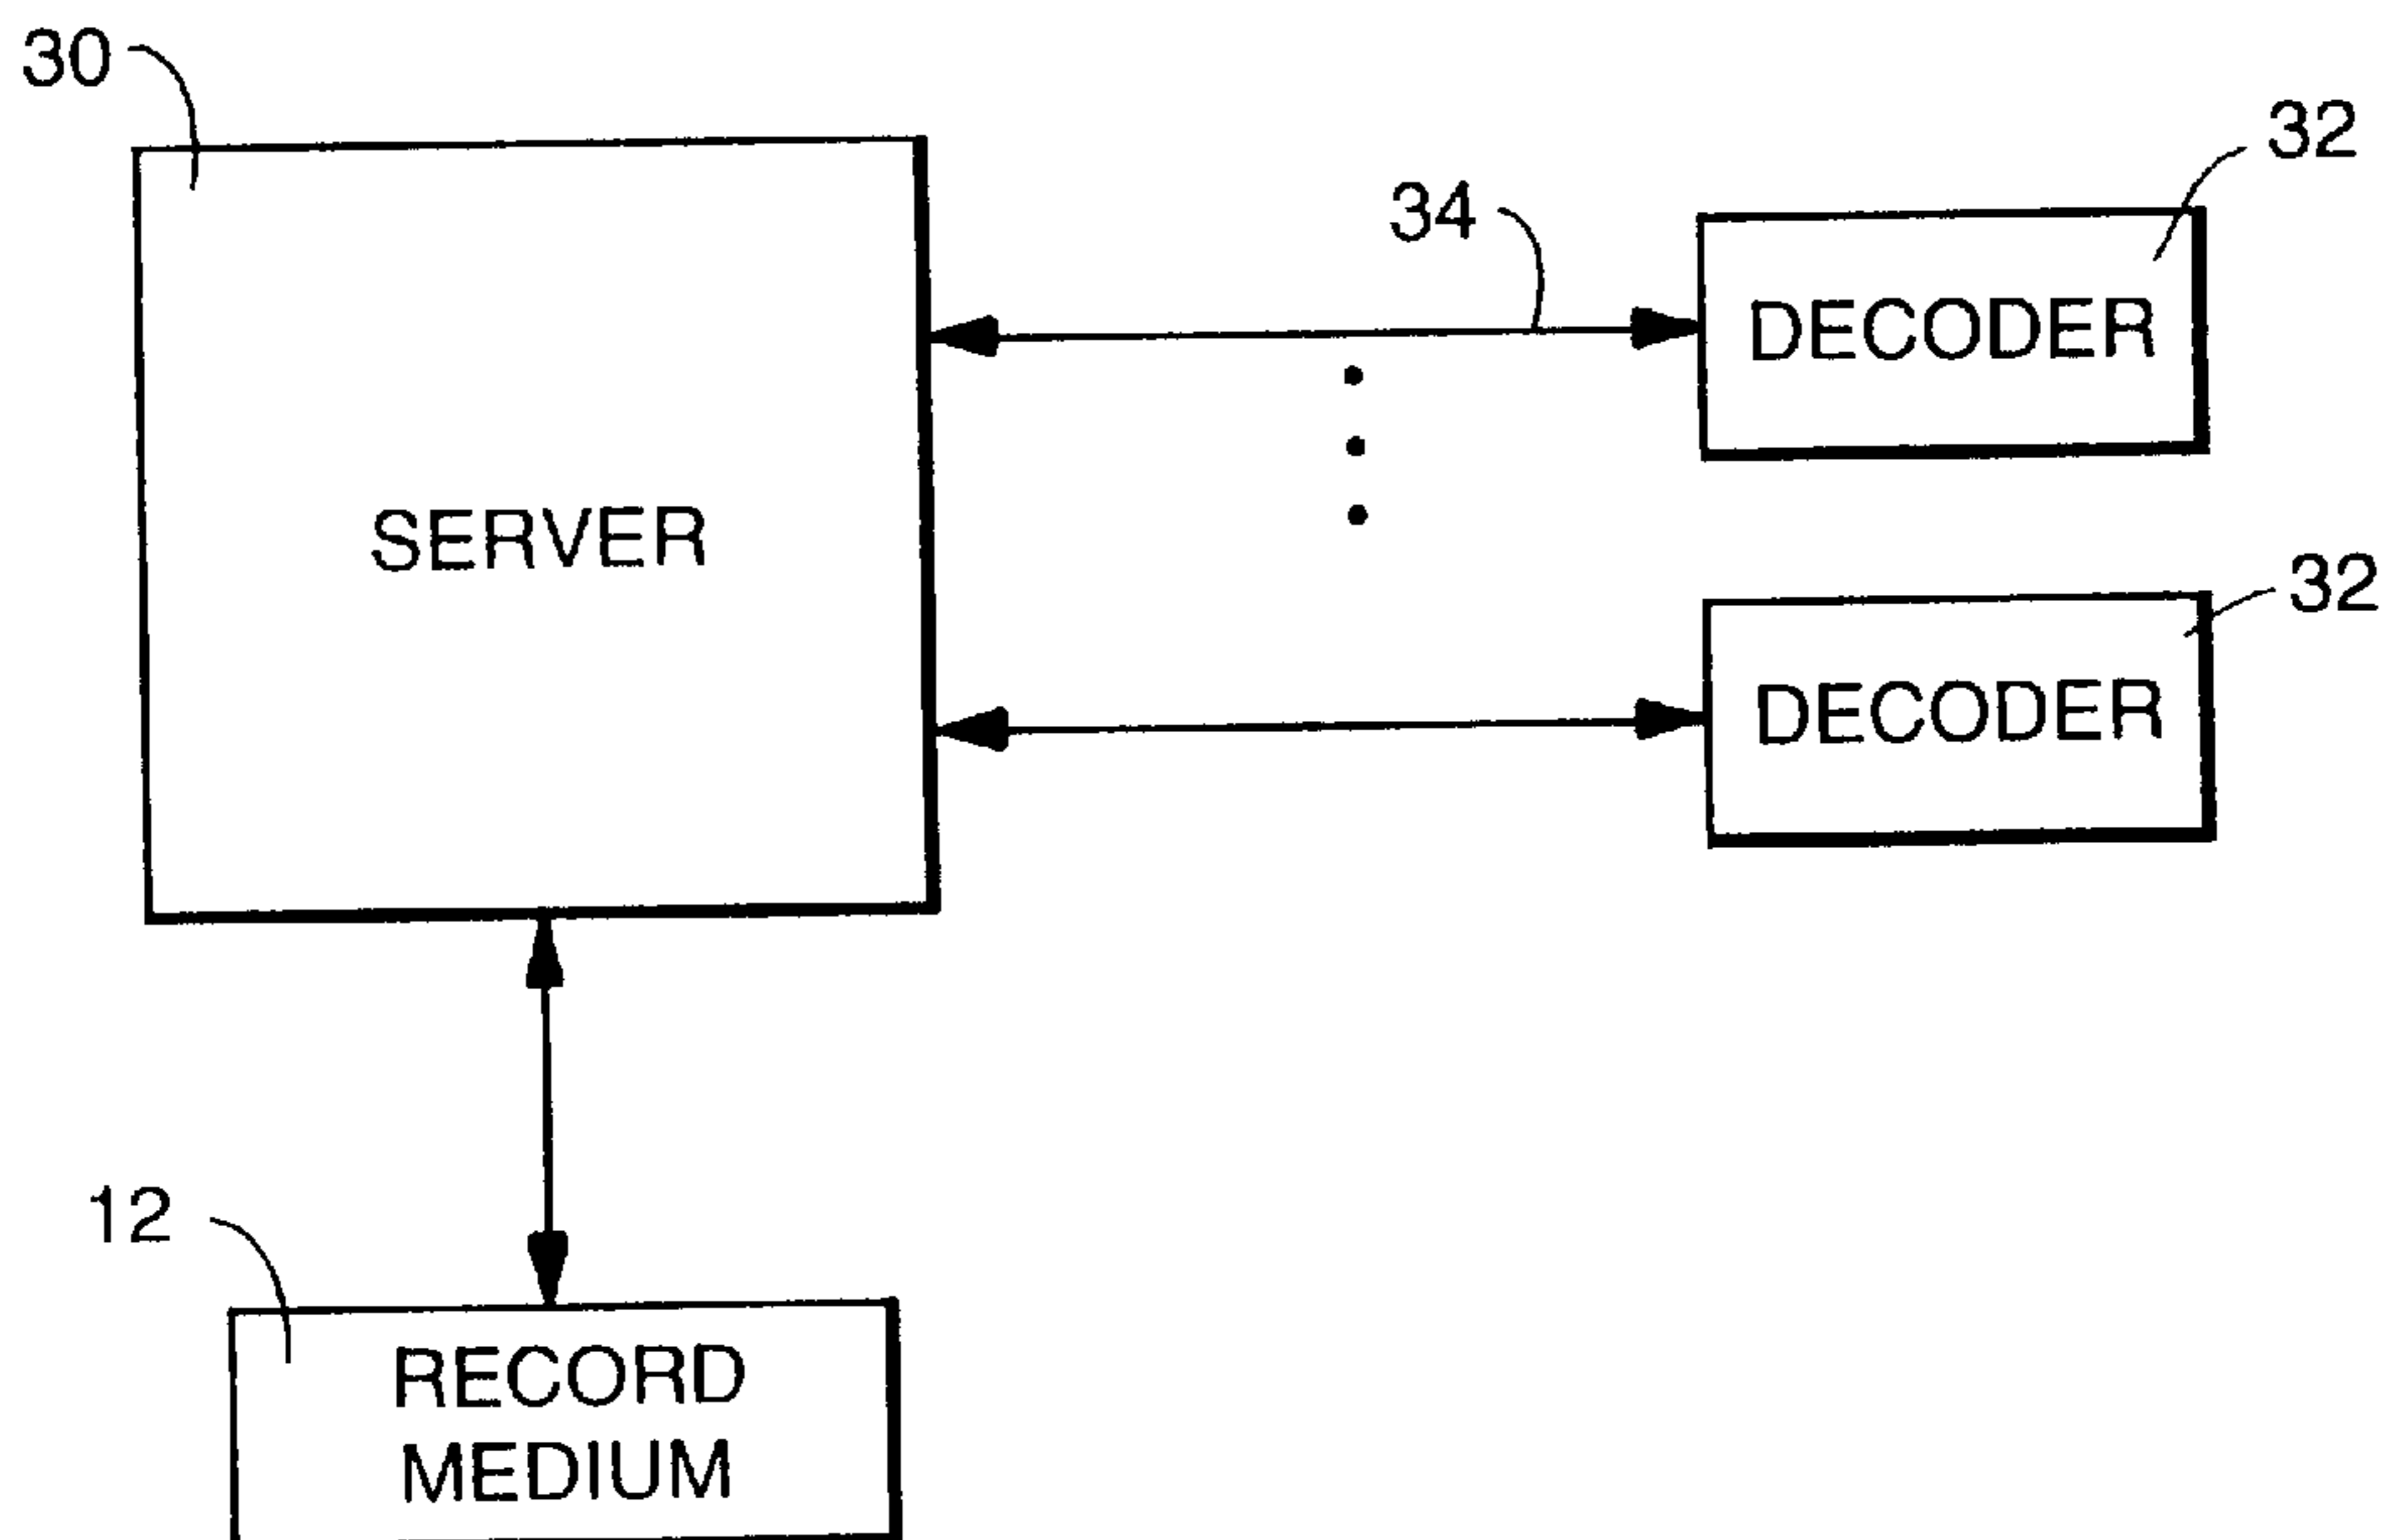 30
32
34
DECODER
SERVER
32
DECODER
12
RECORD
MEDIUM